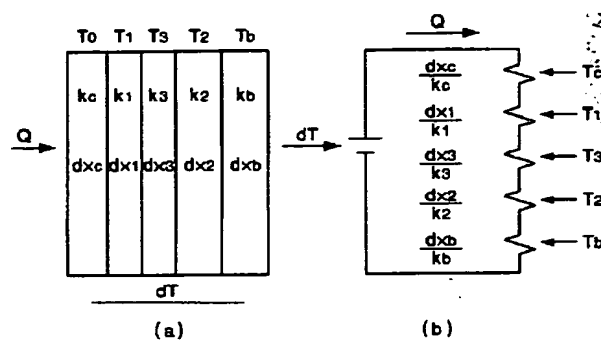 T0 T1 T3 T2 Tb
kc k1 k3 k2 kb
Q
dxc dx1 dx3 dx2 dxb
dT
(a)
Q
dxc
kc
Tc
dx1
k1
T1
dT
dx3
k3
T3
dx2
k2
T2
dxb
kb
Tb
(b)